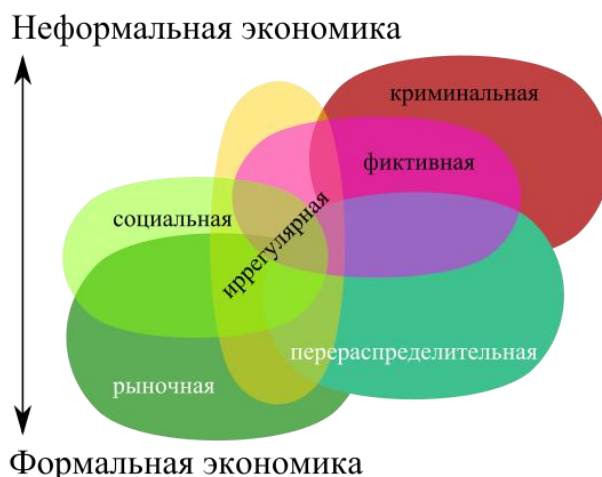 Неформальная экономика
криминальная
фиктивная
социальная
иррегулярная
перераспределительная
рыночная
Формальная экономика